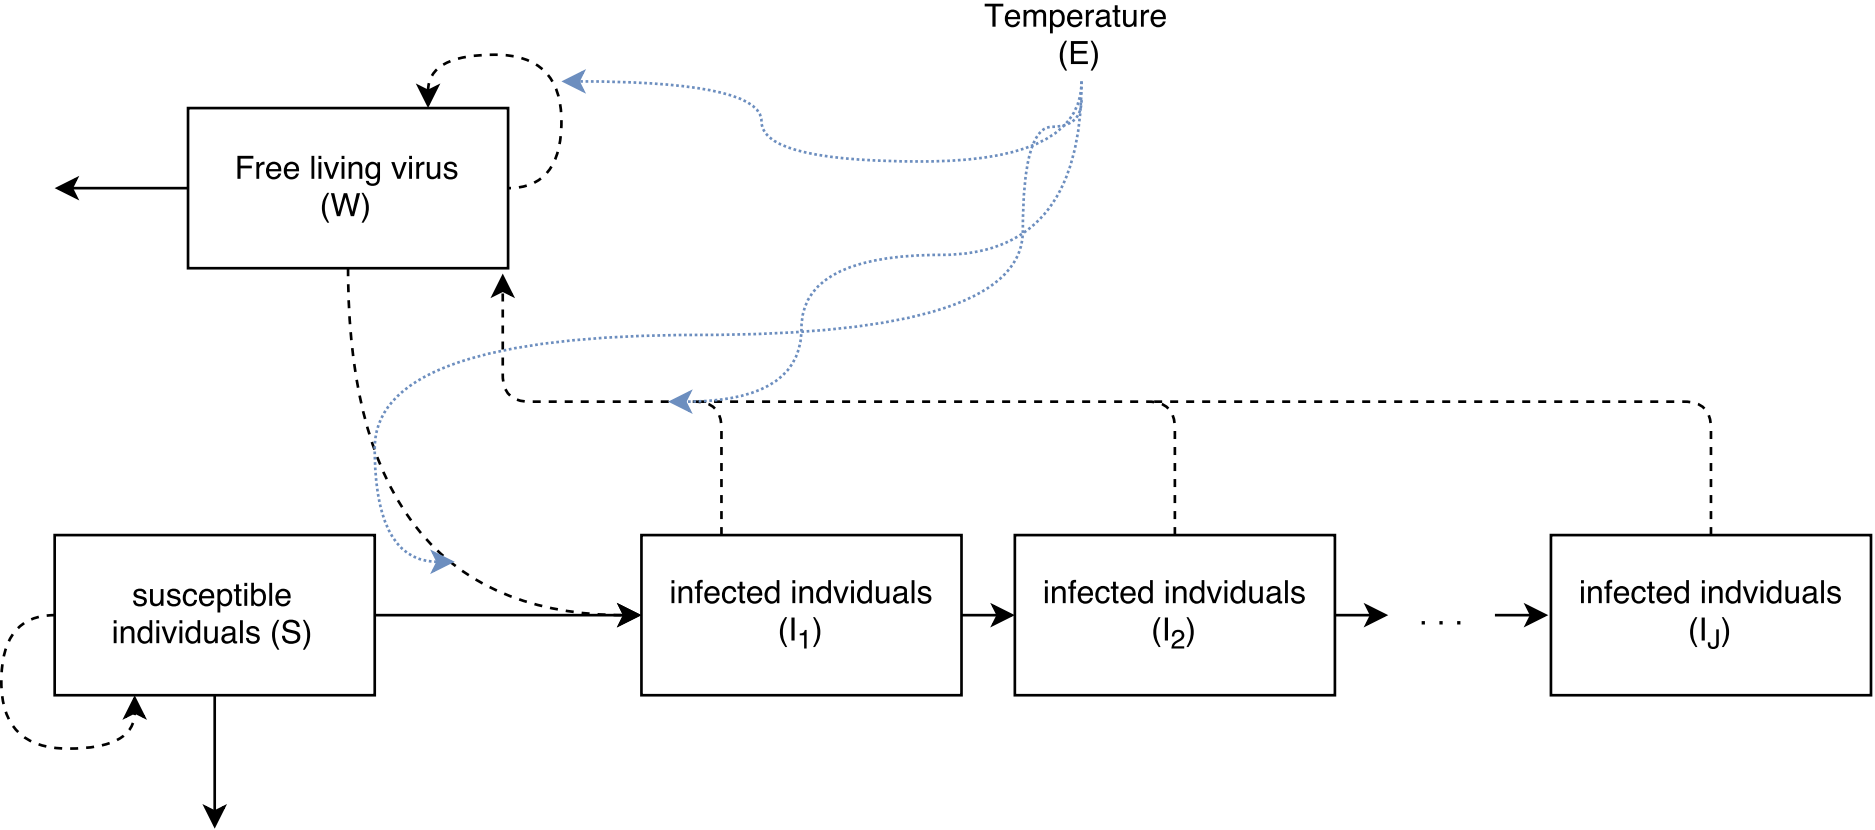 Temperature
(E)
Free living virus
(W)
susceptible
individuals (S)
infected indviduals
(I1)
infected indviduals
(I2)
. . .
infected indviduals
(IJ)